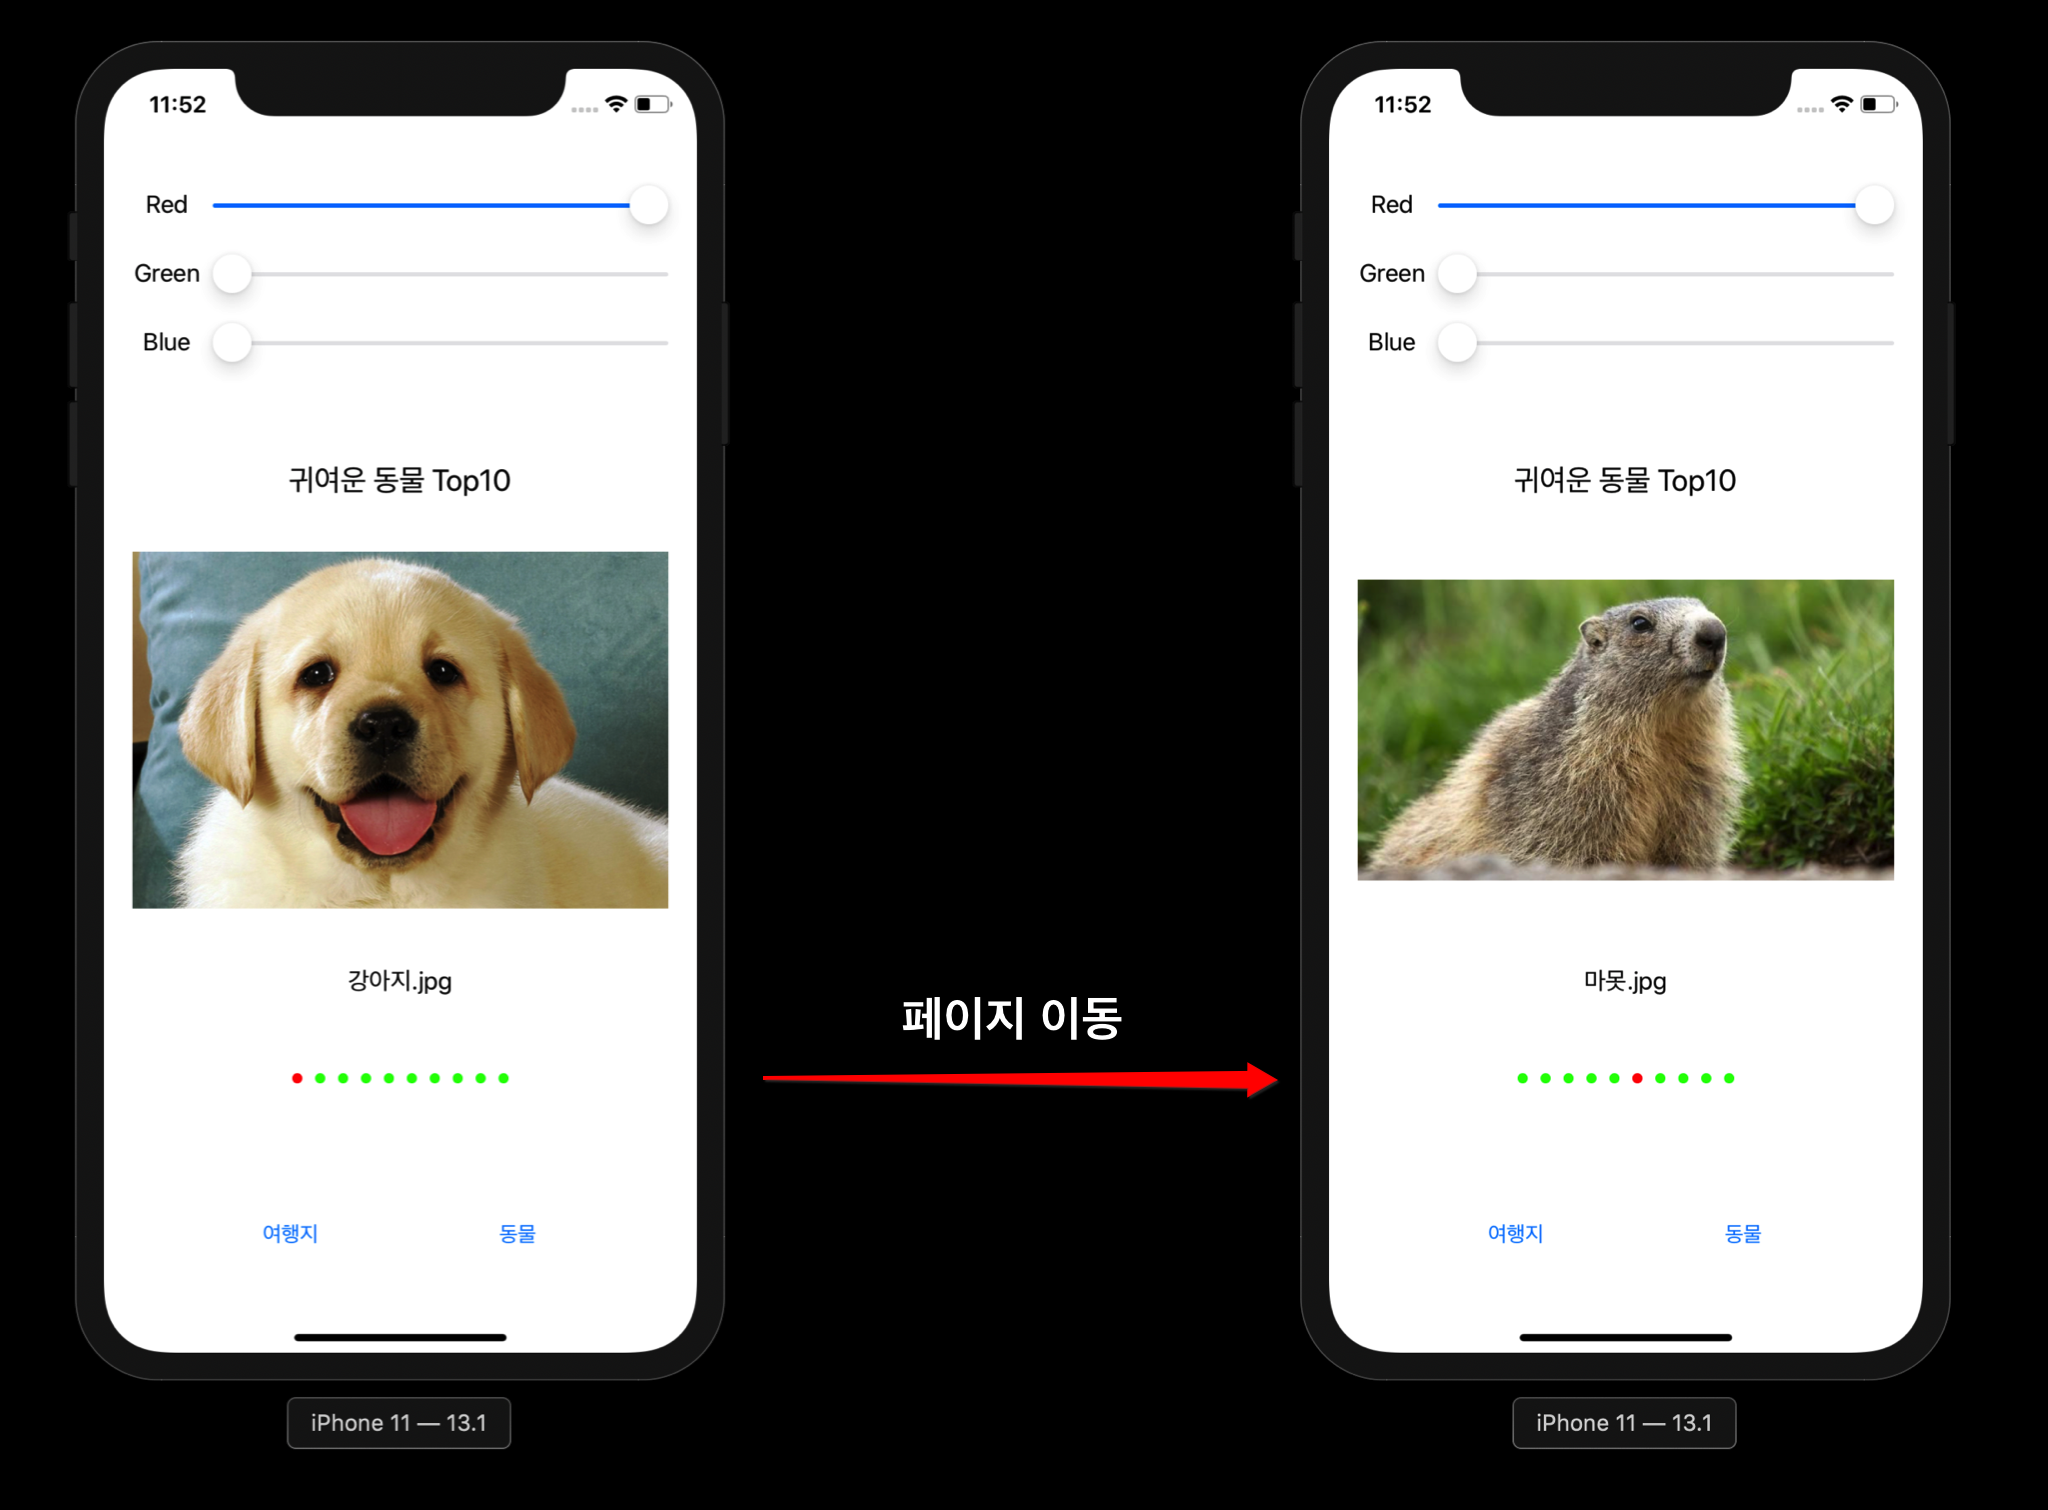 11:52
Red
Green
Blue
귀여운 동물 Top10
강아지.jpg
여행지 동물
iPhone 11 — 13.1
페이지 이동
11:52
Red
Green
Blue
귀여운 동물 Top10
마못.jpg
여행지 동물
iPhone 11 — 13.1